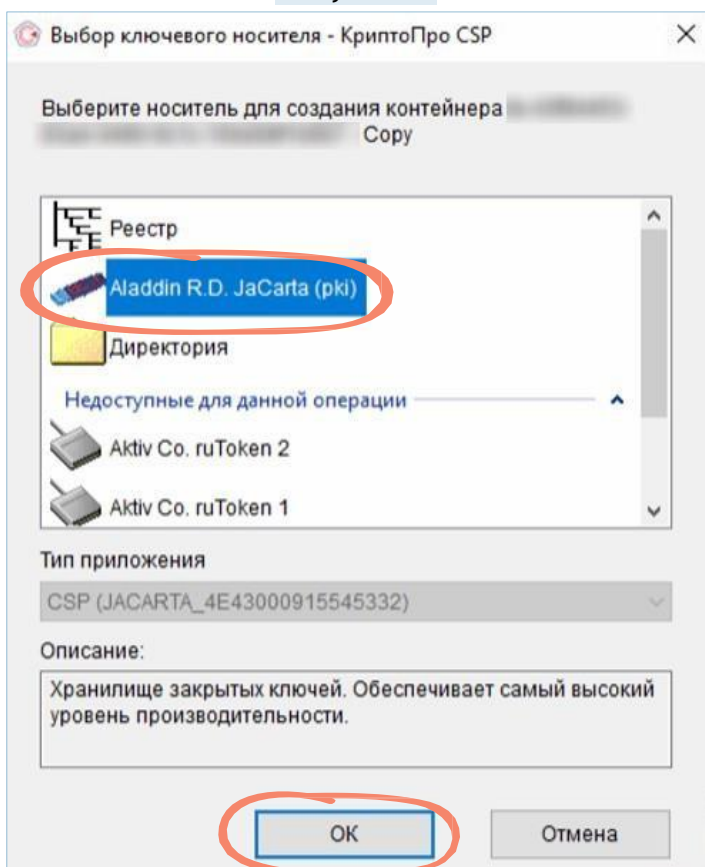 Выбор ключевого носителя - КриптоПро CSP
Выберите носитель для создания контейнера
Copy
Реестр
Aladdin R.D. JaCarta (pki)
Директория
Недоступные для данной операции
Aktiv Co. ruToken 2
Aktiv Co. ruToken 1
Тип приложения
CSP (JACARTA_4E43000915545332)
Описание:
Хранилище закрытых ключей. Обеспечивает самый высокий
уровень производительности.
ОК
Отмена